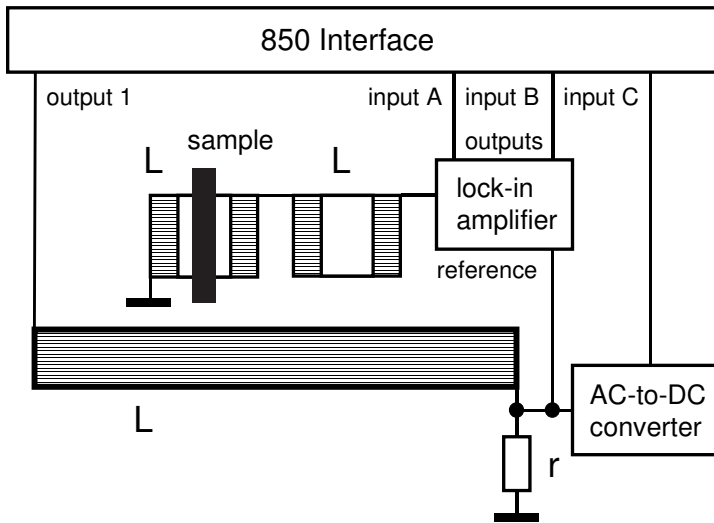 850 Interface
output 1
input A
input B
input C
sample
outputs
L
L
lock-in
amplifier
reference
AC-to-DC
converter
L
r